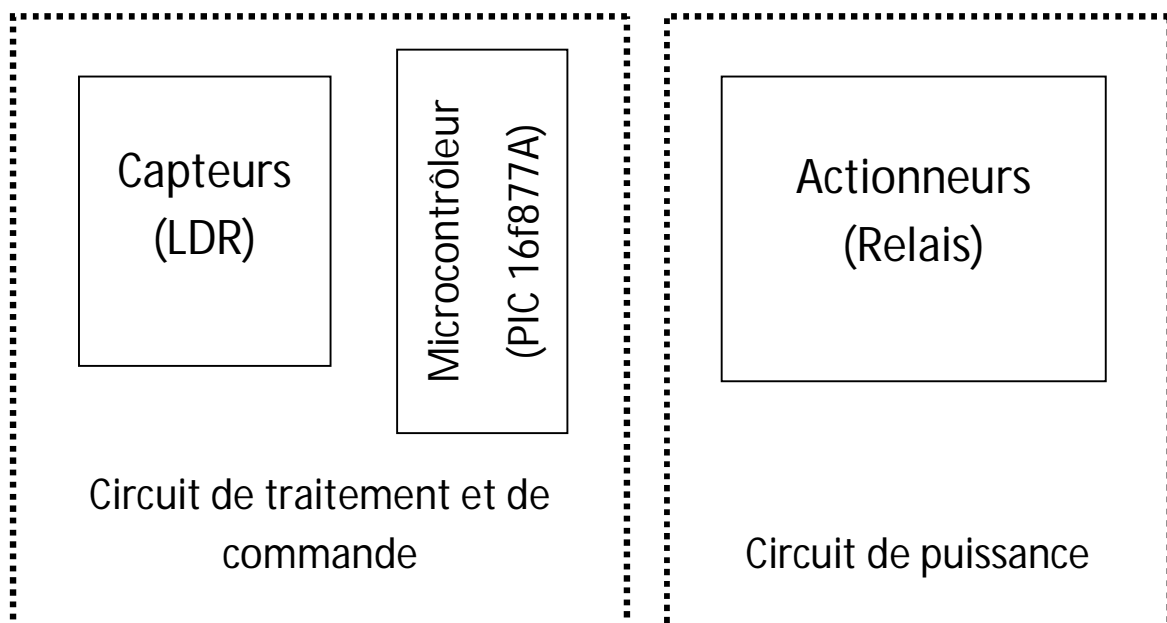 Capteurs
(LDR)
Microcontrôleur
(PIC 16f877A)
Circuit de traitement et de
commande
Actionneurs
(Relais)
Circuit de puissance